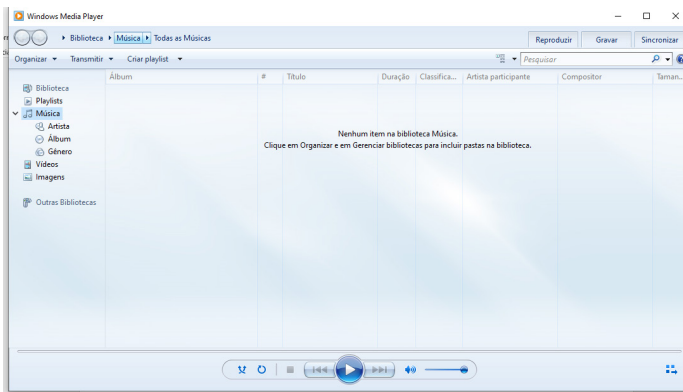 Windows Media Player
Biblioteca Música Todas as Músicas
Reproduzir Gravar Sincronizar
Organizar Transmitir Criar playlist Pesquisar
Álbum # Título Duração Classifica... Artista participante Compositor Taman...
Biblioteca
Playlists
Música
Artista
Álbum
Gênero
Vídeos
Imagens
Outras Bibliotecas
Nenhum item na biblioteca Música.
Clique em Organizar e em Gerenciar bibliotecas para incluir pastas na biblioteca.